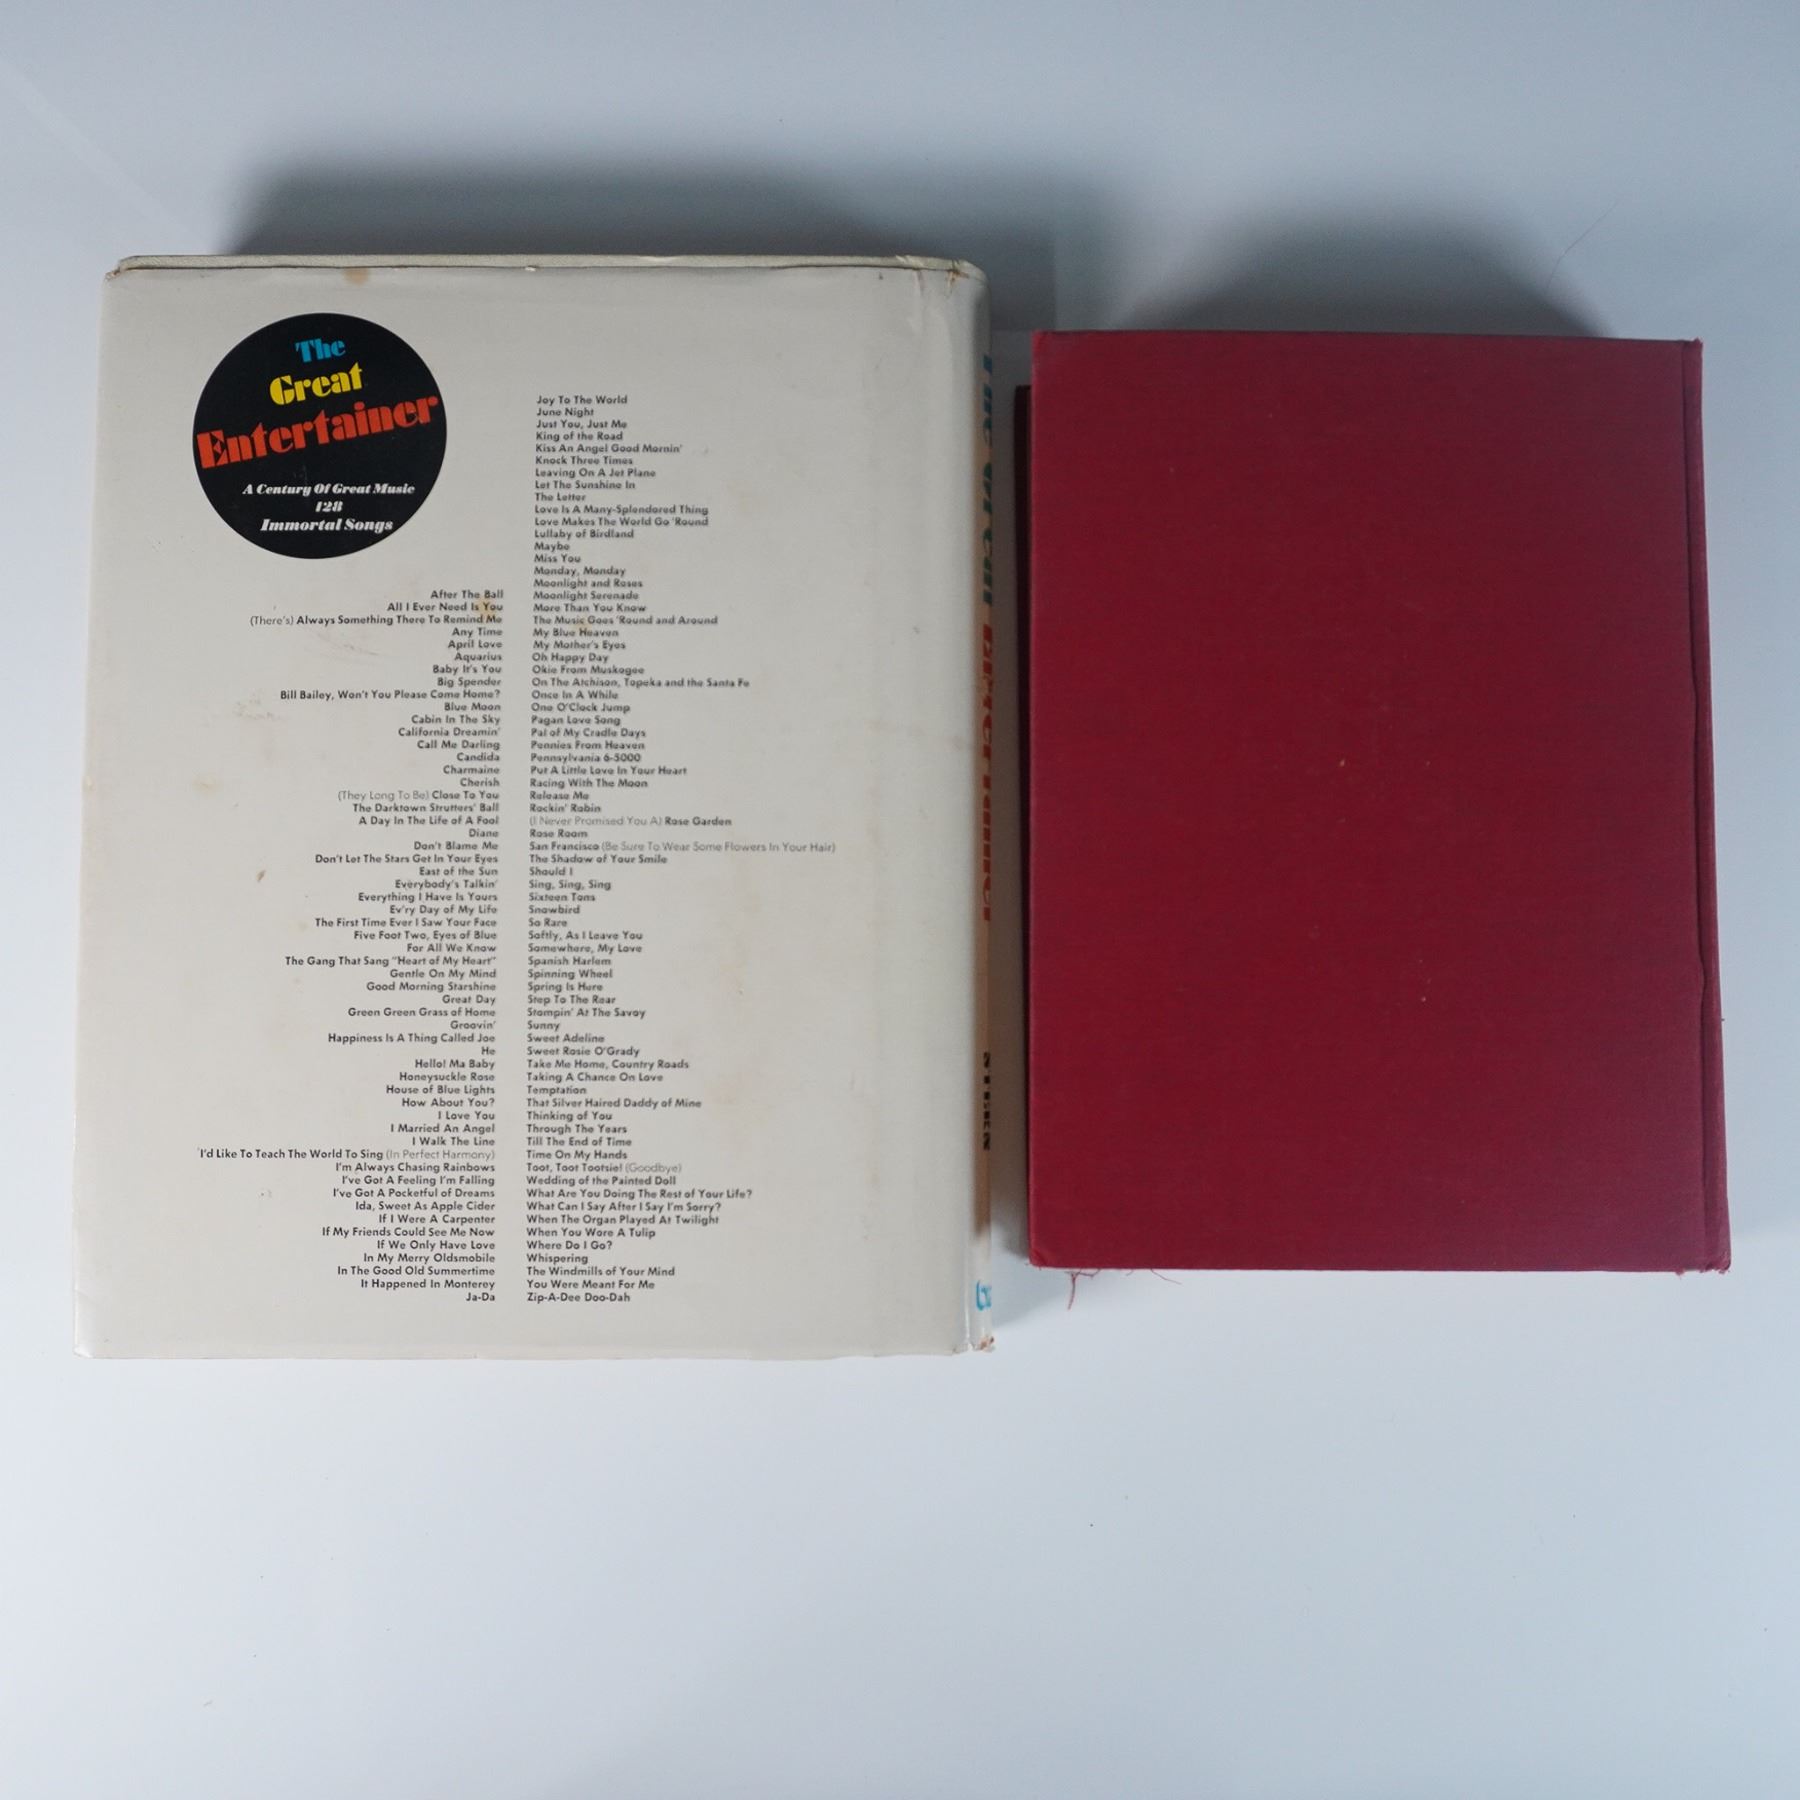 The
Great
Entertainer
A Century Of Great Music
128
Immortal Songs
After The Ball
All I Ever Need Is You
(There's) Always Something There To Remind Me
Any Time
April Love
Aquarius
Baby It's You
Big Spender
Bill Bailey, Won't You Please Come Home?
Blue Moon
Cabin In The Sky
California Dreamin'
Call Me Darling
Candida
Charmaine
Cherish
(They Long To Be) Close To You
The Darktown Strutters' Ball
A Day In The Life of A Fool
Diane
Don't Blame Me
Don't Let The Stars Get In Your Eyes
East of the Sun
Everybody's Talkin'
Everything I Have Is Yours
Ev'ry Day of My Life
The First Time Ever I Saw Your Face
Five Foot Two, Eyes of Blue
For All We Know
The Gang That Sang "Heart of My Heart"
Gentle On My Mind
Good Morning Starshine
Great Day
Green Green Grass of Home
Groovin'
Happiness Is A Thing Called Joe
He
Hello! Ma Baby
Honeysuckle Rose
House of Blue Lights
How About You?
I Love You
I Married An Angel
I Walk The Line
I'd Like To Teach The World To Sing (In Perfect Harmony)
I'm Always Chasing Rainbows
I've Got A Feeling I'm Falling
I've Got A Pocketful of Dreams
Ida, Sweet As Apple Cider
If I Were A Carpenter
If My Friends Could See Me Now
If We Only Have Love
In My Merry Oldsmobile
In The Good Old Summertime
It Happened In Monterey
Ja-Da
Joy To The World
June Night
Just You, Just Me
King of the Road
Kiss An Angel Good Mornin'
Knock Three Times
Leaving On A Jet Plane
Let The Sunshine In
The Letter
Love Is A Many-Splendored Thing
Love Makes The World Go 'Round
Lullaby of Birdland
Maybe
Miss You
Monday, Monday
Moonlight and Roses
Moonlight Serenade
More Than You Know
The Music Goes 'Round and Around
My Blue Heaven
My Mother's Eyes
Oh Happy Day
Okie From Muskogee
On The Atchison, Topeka and the Santa Fe
Once In A While
One O'Clock Jump
Pagan Love Song
Pal of My Cradle Days
Pennies From Heaven
Pennsylvania 6-5000
Put A Little Love In Your Heart
Racing With The Moon
Release Me
Rockin' Robin
(I Never Promised You A) Rose Garden
Rose Room
San Francisco (Be Sure To Wear Some Flowers In Your Hair)
The Shadow of Your Smile
Should I
Sing, Sing, Sing
Sixteen Tons
Snowbird
So Rare
Softly, As I Leave You
Somewhere, My Love
Spanish Harlem
Spinning Wheel
Spring Is Here
Step To The Rear
Stompin' At The Savoy
Sunny
Sweet Adeline
Sweet Rosie O'Grady
Take Me Home, Country Roads
Taking A Chance On Love
Temptation
That Silver Haired Daddy of Mine
Thinking of You
Through The Years
Till The End of Time
Time On My Hands
Toot, Toot Tootsie! (Goodbye)
Wedding of the Painted Doll
What Are You Doing The Rest of Your Life?
What Can I Say After I Say I'm Sorry?
When The Organ Played At Twilight
When You Wore A Tulip
Where Do I Go?
Whispering
The Windmills of Your Mind
You Were Meant For Me
Zip-A-Dee Doo-Dah
The Great Entertainer